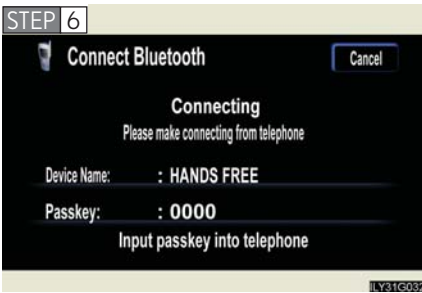 STEP 6
Connect Bluetooth
Cancel
Connecting
Please make connecting from telephone
Device Name: : HANDS FREE
Passkey: : 0000
Input passkey into telephone
ILY31G032